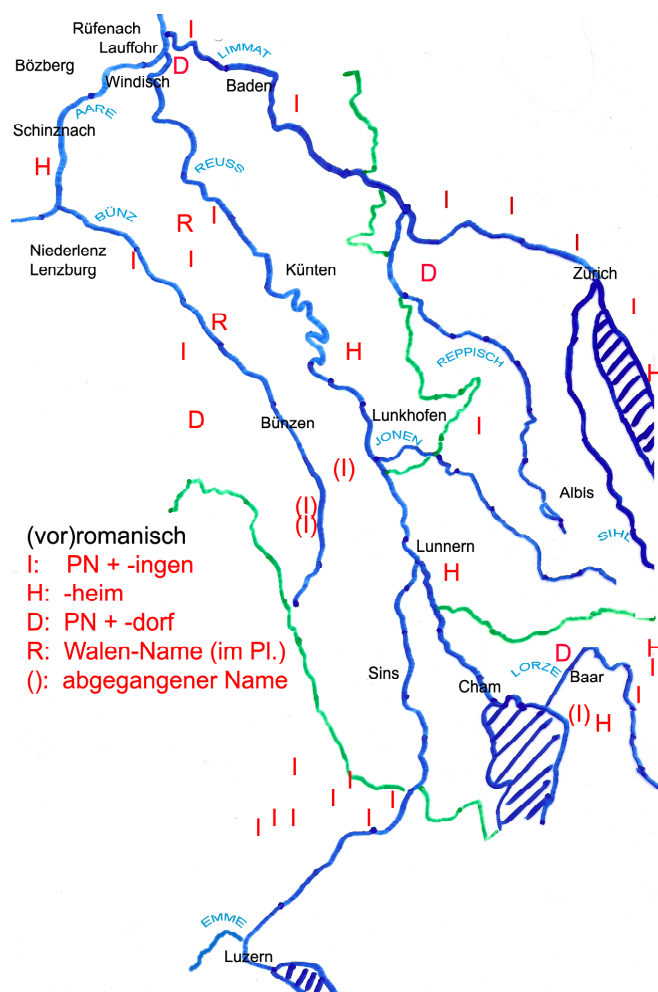 Rüfenach
I
Lauffohr
LIMMAT
Bözberg
D
Windisch
Baden
AARE
I
Schinznach
H
REUSS
I
I
BÜNZ
R
I
I
Niederlenz
Lenzburg
I
I
Künten
D
Zürich
R
I
I
H
REPPISCH
H
D
Bünzen
Lunkhofen
JONEN
I
(I)
Albis
(I)
(I)
SIHL
(vor)romanisch
I: PN + -ingen
H: -heim
D: PN + -dorf
R: Walen-Name (im Pl.)
(): abgegangener Name
Lunnern
H
D
H
I
Sins
LORZE
Baar
Cham
I
(I)
H
I
I
I
I
I
I
I
I
EMME
Luzern